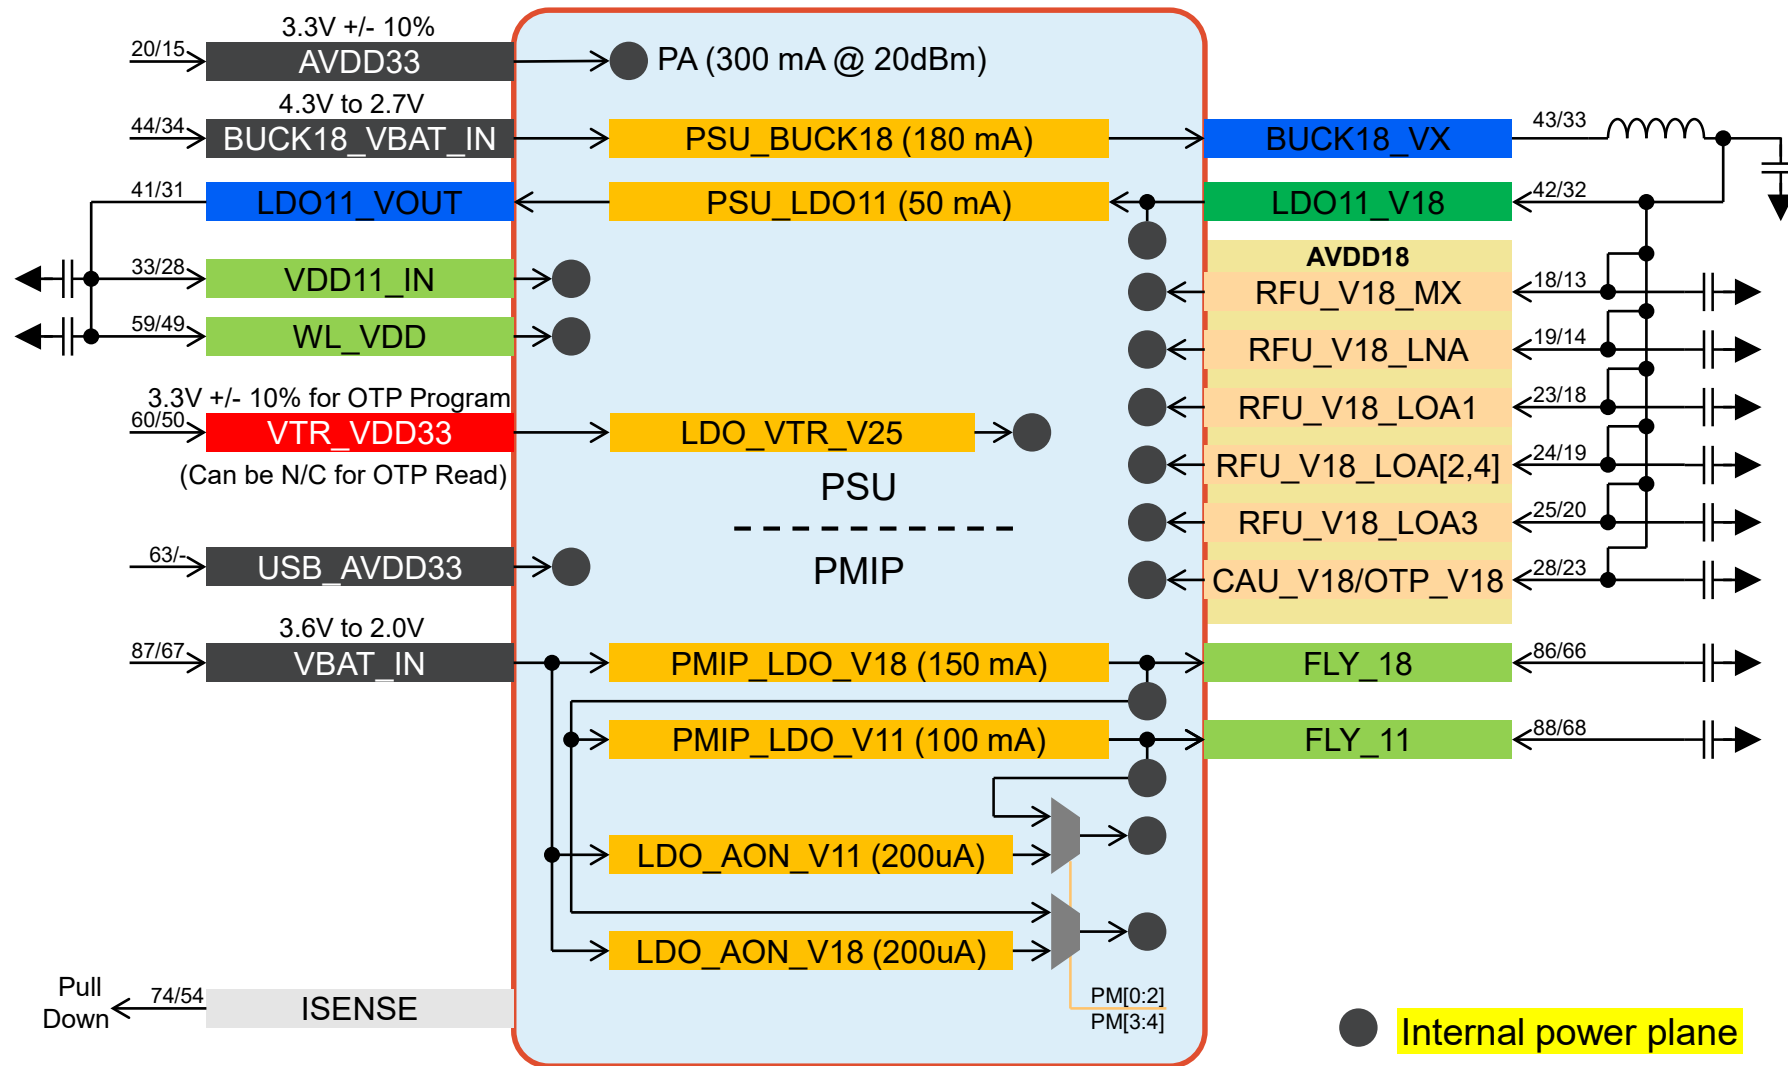 3.3V +/- 10%
20/15
AVDD33
PA (300 mA @ 20dBm)
4.3V to 2.7V
44/34
BUCK18_VBAT_IN
PSU_BUCK18 (180 mA)
BUCK18_VX
43/33
41/31
LDO11_VOUT
PSU_LDO11 (50 mA)
LDO11_V18
42/32
AVDD18
33/28
VDD11_IN
RFU_V18_MX
18/13
59/49
WL_VDD
RFU_V18_LNA
19/14
3.3V +/- 10% for OTP Program
60/50
VTR_VDD33
(Can be N/C for OTP Read)
LDO_VTR_V25
RFU_V18_LOA1
23/18
RFU_V18_LOA[2,4]
24/19
PSU
RFU_V18_LOA3
25/20
PMIP
63/-
USB_AVDD33
CAU_V18/OTP_V18
28/23
3.6V to 2.0V
87/67
VBAT_IN
PMIP_LDO_V18 (150 mA)
FLY_18
86/66
PMIP_LDO_V11 (100 mA)
FLY_11
88/68
LDO_AON_V11 (200uA)
LDO_AON_V18 (200uA)
Pull
Down
74/54
ISENSE
PM[0:2]
PM[3:4]
Internal power plane